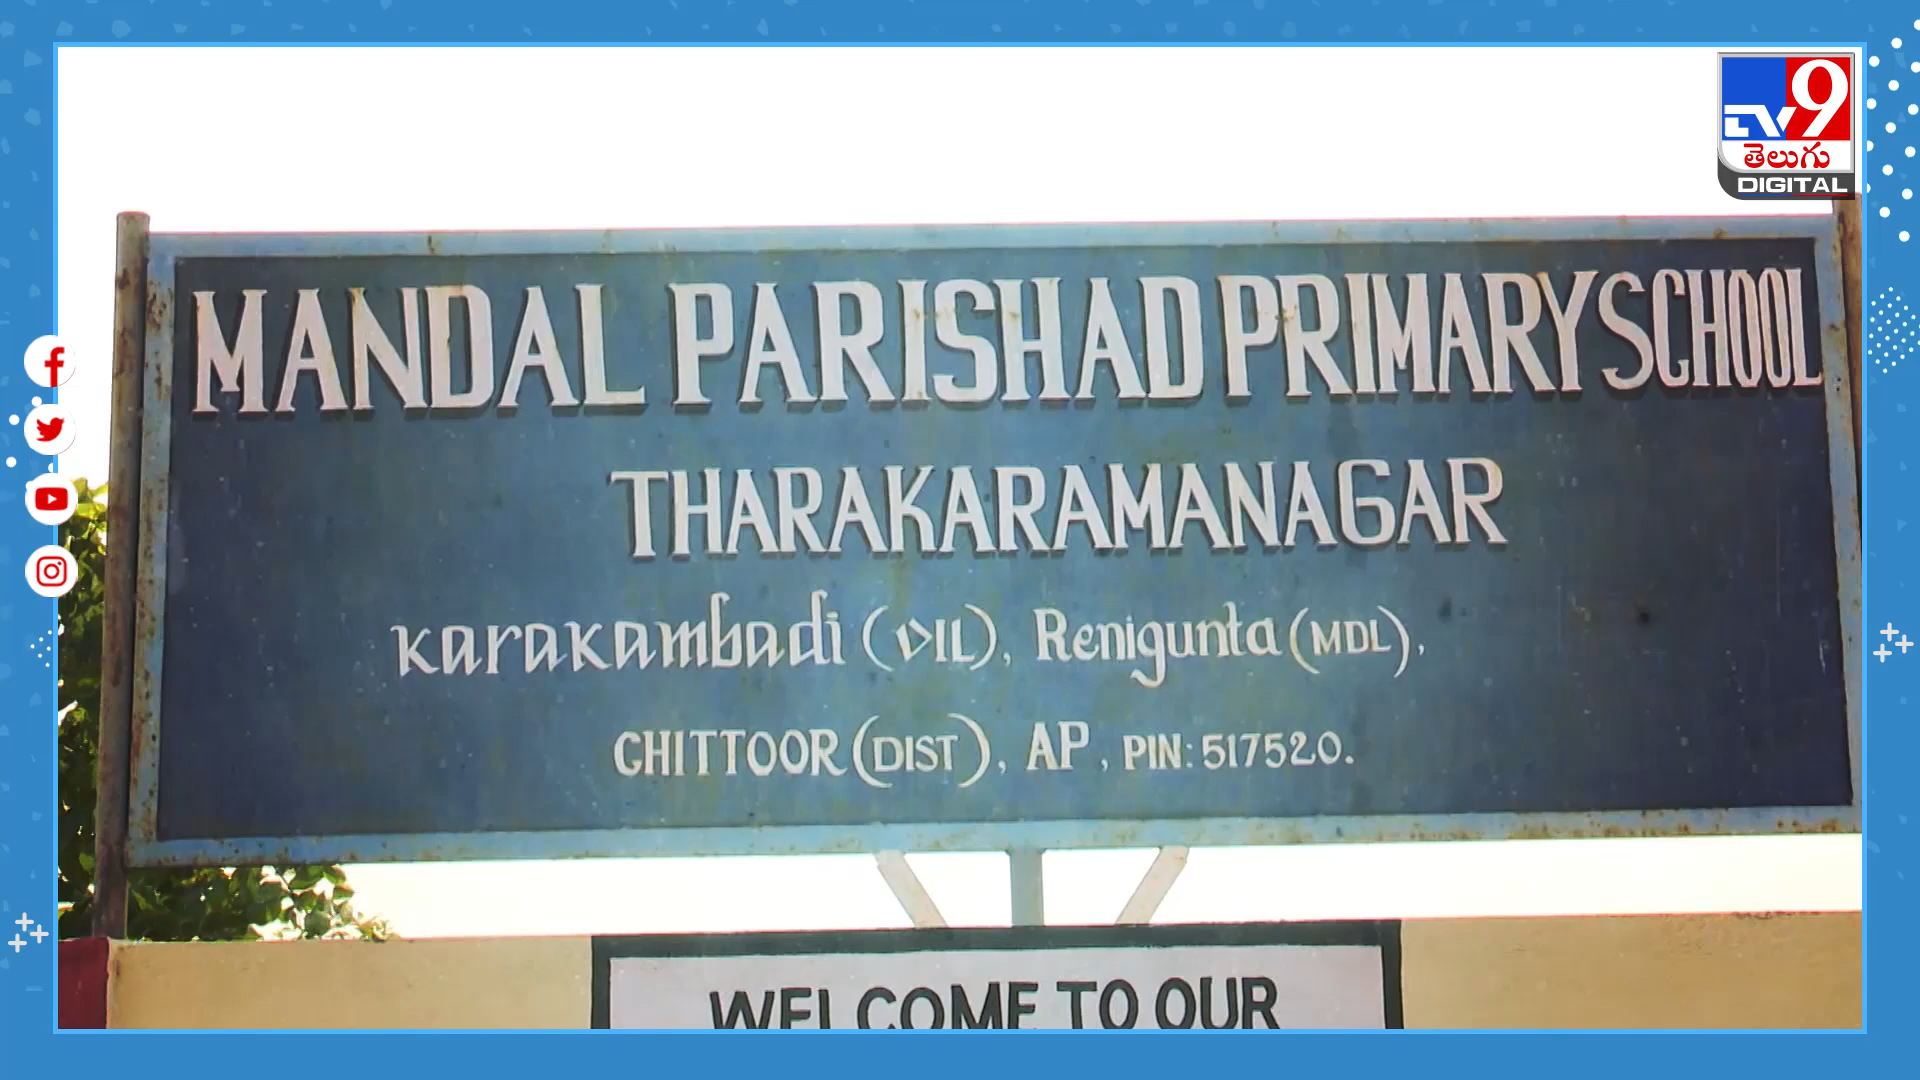 TV9
తెలుగు
DIGITAL
MANDAL PARISHAD PRIMARY SCHOOL
THARAKARAMANAGAR
Karakambadi (VIL), Renigunta (MDL),
CHITTOOR (DIST), AP, PIN: 517520.
WELCOME TO OUR